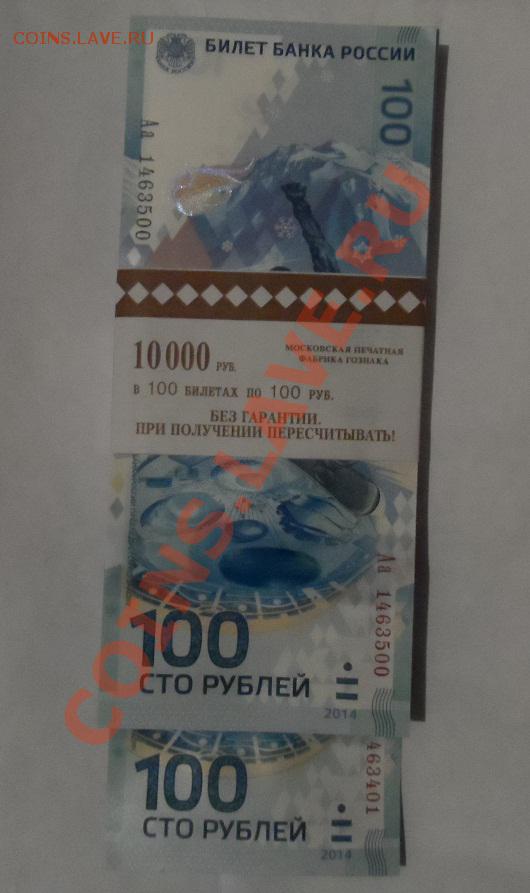 COINS.LAVE.RU
БИЛЕТ БАНКА РОССИИ
100
Аа 1463500
10 000 РУБ.
МОСКОВСКАЯ ПЕЧАТНАЯ
ФАБРИКА ГОЗНАКА
В 100 БИЛЕТАХ ПО 100 РУБ.
БЕЗ ГАРАНТИИ.
ПРИ ПОЛУЧЕНИИ ПЕРЕСЧИТЫВАТЬ!
COINS.LAVE.RU
Аа 1463500
100
СТО РУБЛЕЙ
2014
463401
100
СТО РУБЛЕЙ
2014